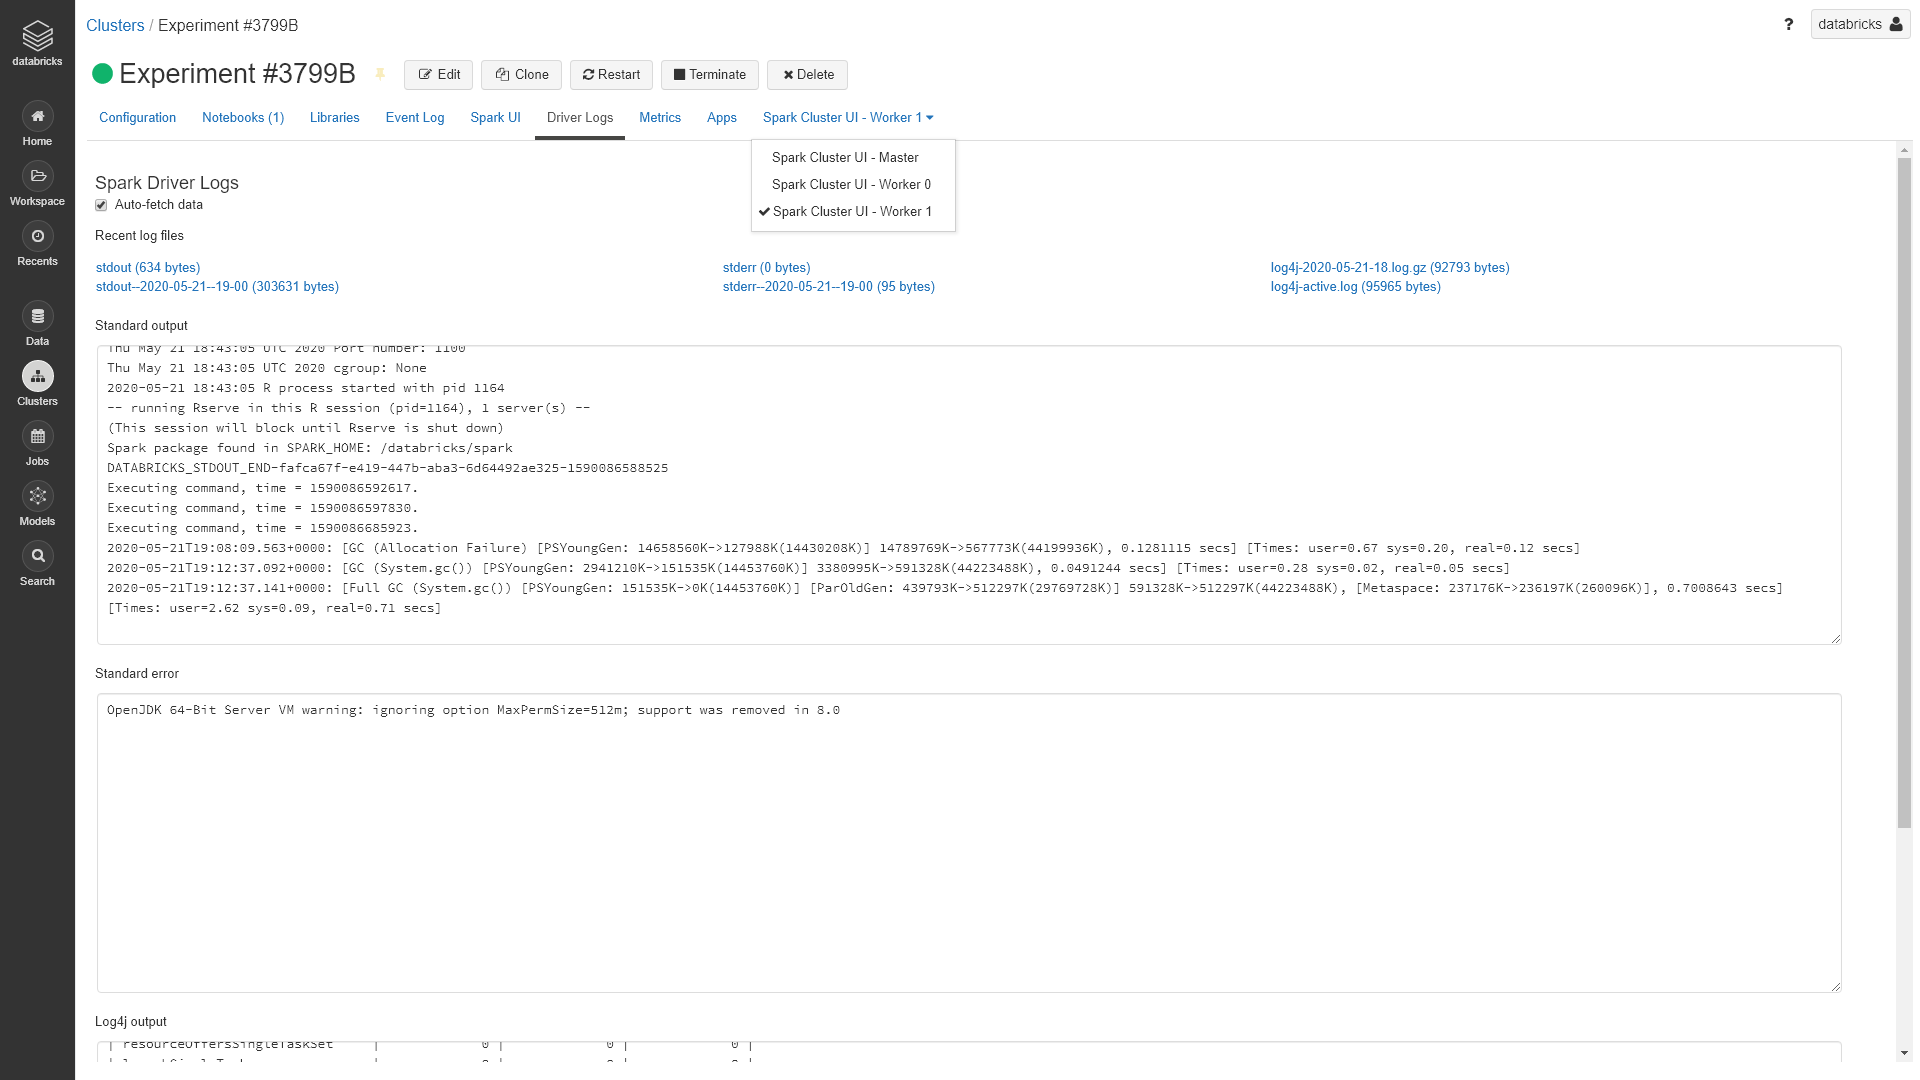 databricks
Home
Workspace
Recents
Data
Clusters
Jobs
Models
Search
Clusters / Experiment #3799B
? databricks
Experiment #3799B Edit Clone Restart Terminate Delete
Configuration Notebooks (1) Libraries Event Log Spark UI Driver Logs Metrics Apps Spark Cluster UI - Worker 1
Spark Cluster UI - Master
Spark Cluster UI - Worker 0
Spark Cluster UI - Worker 1
Spark Driver Logs
Auto-fetch data
Recent log files
stdout (634 bytes) stderr (0 bytes) log4j-2020-05-21-18.log.gz (92793 bytes)
stdout--2020-05-21--19-00 (303631 bytes) stderr--2020-05-21--19-00 (95 bytes) log4j-active.log (95965 bytes)
Standard output
Thu May 21 18:43:05 UTC 2020 Port number: 1100
Thu May 21 18:43:05 UTC 2020 cgroup: None
2020-05-21 18:43:05 R process started with pid 1164
-- running Rserve in this R session (pid=1164), 1 server(s) --
(This session will block until Rserve is shut down)
Spark package found in SPARK_HOME: /databricks/spark
DATABRICKS_STDOUT_END-fafca67f-e419-447b-aba3-6d64492ae325-1590086588525
Executing command, time = 1590086592617.
Executing command, time = 1590086597830.
Executing command, time = 1590086685923.
2020-05-21T19:08:09.563+0000: [GC (Allocation Failure) [PSYoungGen: 14658560K->127988K(14430208K)] 14789769K->567773K(44199936K), 0.1281115 secs] [Times: user=0.67 sys=0.20, real=0.12 secs]
2020-05-21T19:12:37.092+0000: [GC (System.gc()) [PSYoungGen: 2941210K->151535K(14453760K)] 3380995K->591328K(44223488K), 0.0491244 secs] [Times: user=0.28 sys=0.02, real=0.05 secs]
2020-05-21T19:12:37.141+0000: [Full GC (System.gc()) [PSYoungGen: 151535K->0K(14453760K)] [ParOldGen: 439793K->512297K(29769728K)] 591328K->512297K(44223488K), [Metaspace: 237176K->236197K(260096K)], 0.7008643 secs]
[Times: user=2.62 sys=0.09, real=0.71 secs]
Standard error
OpenJDK 64-Bit Server VM warning: ignoring option MaxPermSize=512m; support was removed in 8.0
Log4j output
| resourceOffersSingleTaskSet | 0 | 0 | 0 |